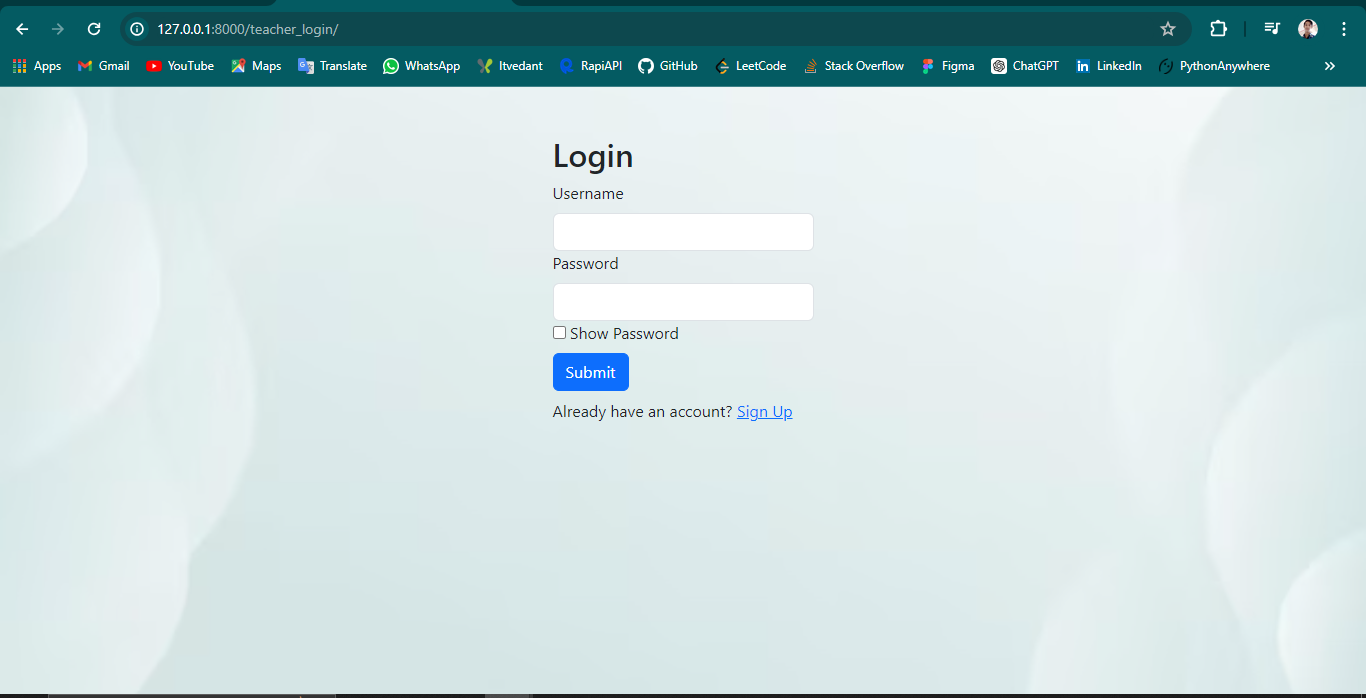 127.0.0.1:8000/teacher_login/
Apps Gmail YouTube Maps Translate WhatsApp Itvedant RapiAPI GitHub LeetCode Stack Overflow Figma ChatGPT LinkedIn PythonAnywhere
Login
Username
Password
Show Password
Submit
Already have an account? Sign Up